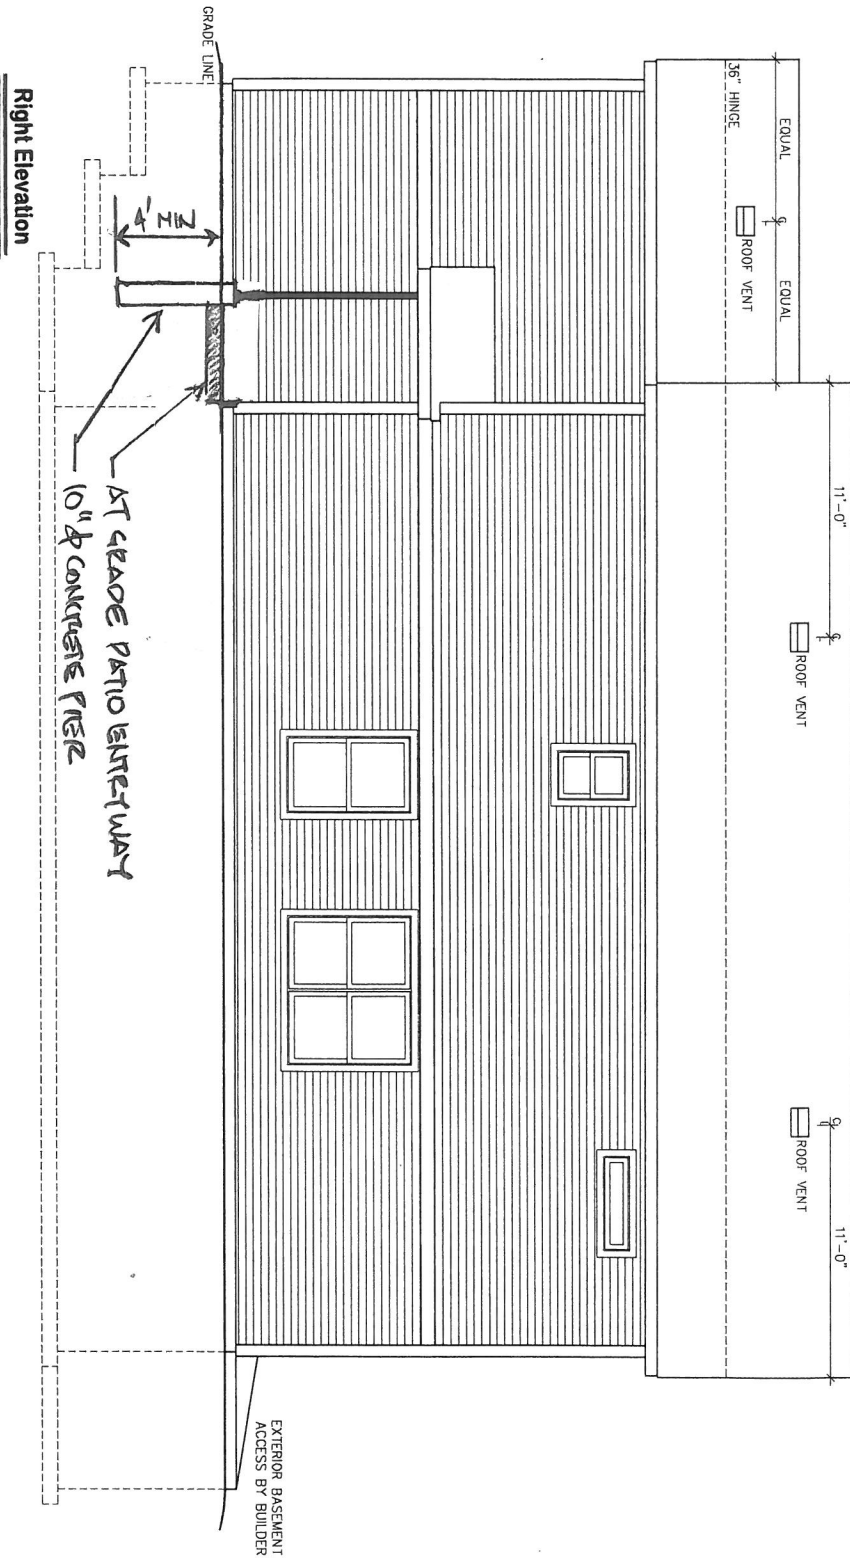 11'-0"
11'-0"
EQUAL
EQUAL
ROOF VENT
ROOF VENT
ROOF VENT
36" HINGE
GRADE LINE
4' MIN
AT GRADE PATIO ENTRYWAY
10" ϕ CONCRETE PIER
EXTERIOR BASEMENT
ACCESS BY BUILDER
Right Elevation